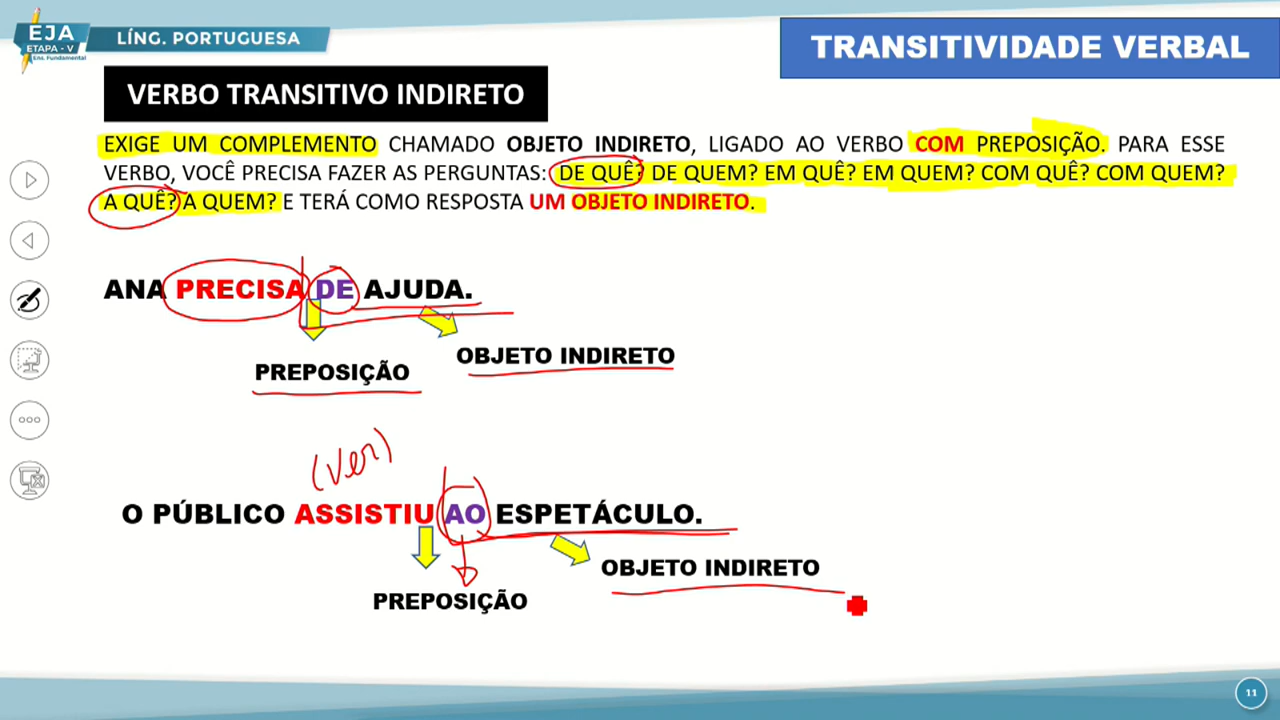 EJA
ETAPA - V
Ens. Fundamental
LÍNG. PORTUGUESA
TRANSITIVIDADE VERBAL
VERBO TRANSITIVO INDIRETO
EXIGE UM COMPLEMENTO CHAMADO OBJETO INDIRETO, LIGADO AO VERBO COM PREPOSIÇÃO. PARA ESSE
VERBO, VOCÊ PRECISA FAZER AS PERGUNTAS: DE QUÊ? DE QUEM? EM QUÊ? EM QUEM? COM QUÊ? COM QUEM?
A QUÊ? A QUEM? E TERÁ COMO RESPOSTA UM OBJETO INDIRETO.
ANA PRECISA DE AJUDA.
OBJETO INDIRETO
PREPOSIÇÃO
(ver)
O PÚBLICO ASSISTIU AO ESPETÁCULO.
OBJETO INDIRETO
PREPOSIÇÃO
11